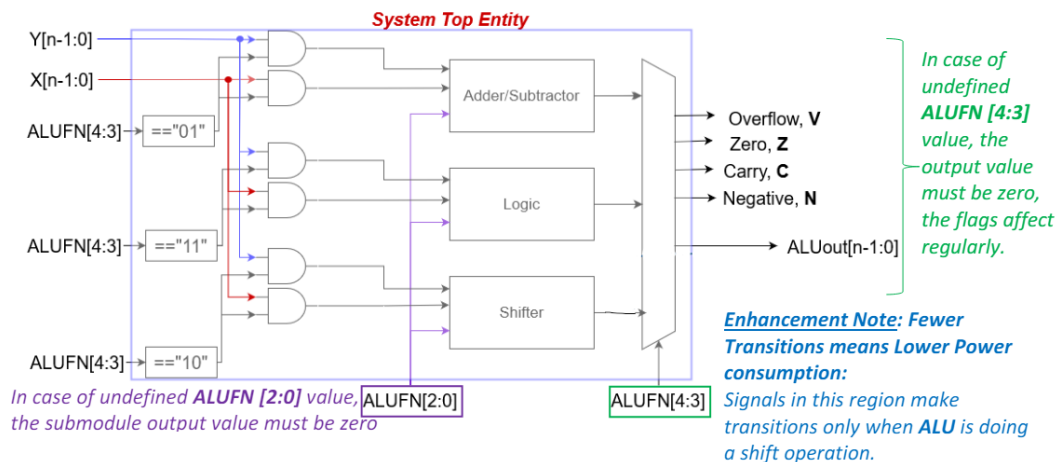 System Top Entity
Y[n-1:0]
X[n-1:0]
ALUFN[4:3]
=="01"
ALUFN[4:3]
=="11"
ALUFN[4:3]
=="10"
Adder/Subtractor
Logic
Shifter
Overflow, V
Zero, Z
Carry, C
Negative, N
ALUout[n-1:0]
In case of
undefined
ALUFN [4:3]
value, the
output value
must be zero,
the flags affect
regularly.
Enhancement Note: Fewer
Transitions means Lower Power
consumption:
Signals in this region make
transitions only when ALU is doing
a shift operation.
In case of undefined ALUFN [2:0] value,
the submodule output value must be zero
ALUFN[2:0]
ALUFN[4:3]